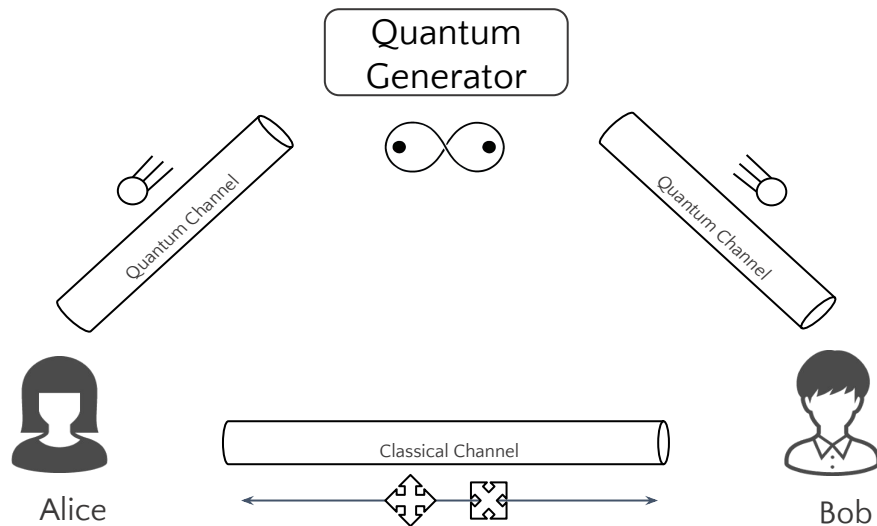 Quantum
Generator
Quantum Channel
Quantum Channel
Classical Channel
Alice
Bob